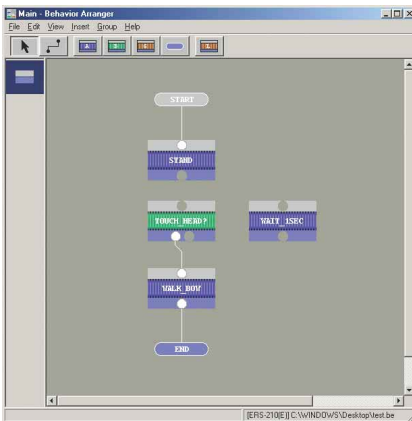 Main - Behavior Arranger
File Edit View Insert Group Help
START
STAND
TOUCH_HEAD? WAIT_1SEC
WALK_BOW
END
[ERS-210(E)] C:\WINDOWS\Desktop\test.be